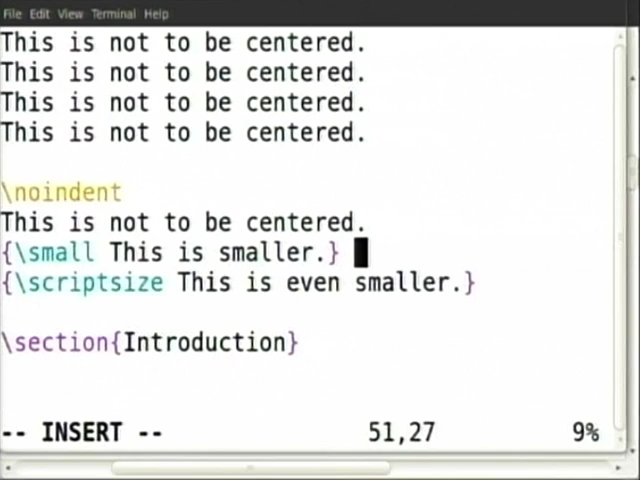 File Edit View Terminal Help
This is not to be centered.
This is not to be centered.
This is not to be centered.
This is not to be centered.
\noindent
This is not to be centered.
{\small This is smaller.}
{\scriptsize This is even smaller.}
\section{Introduction}
-- INSERT -- 51,27 9%